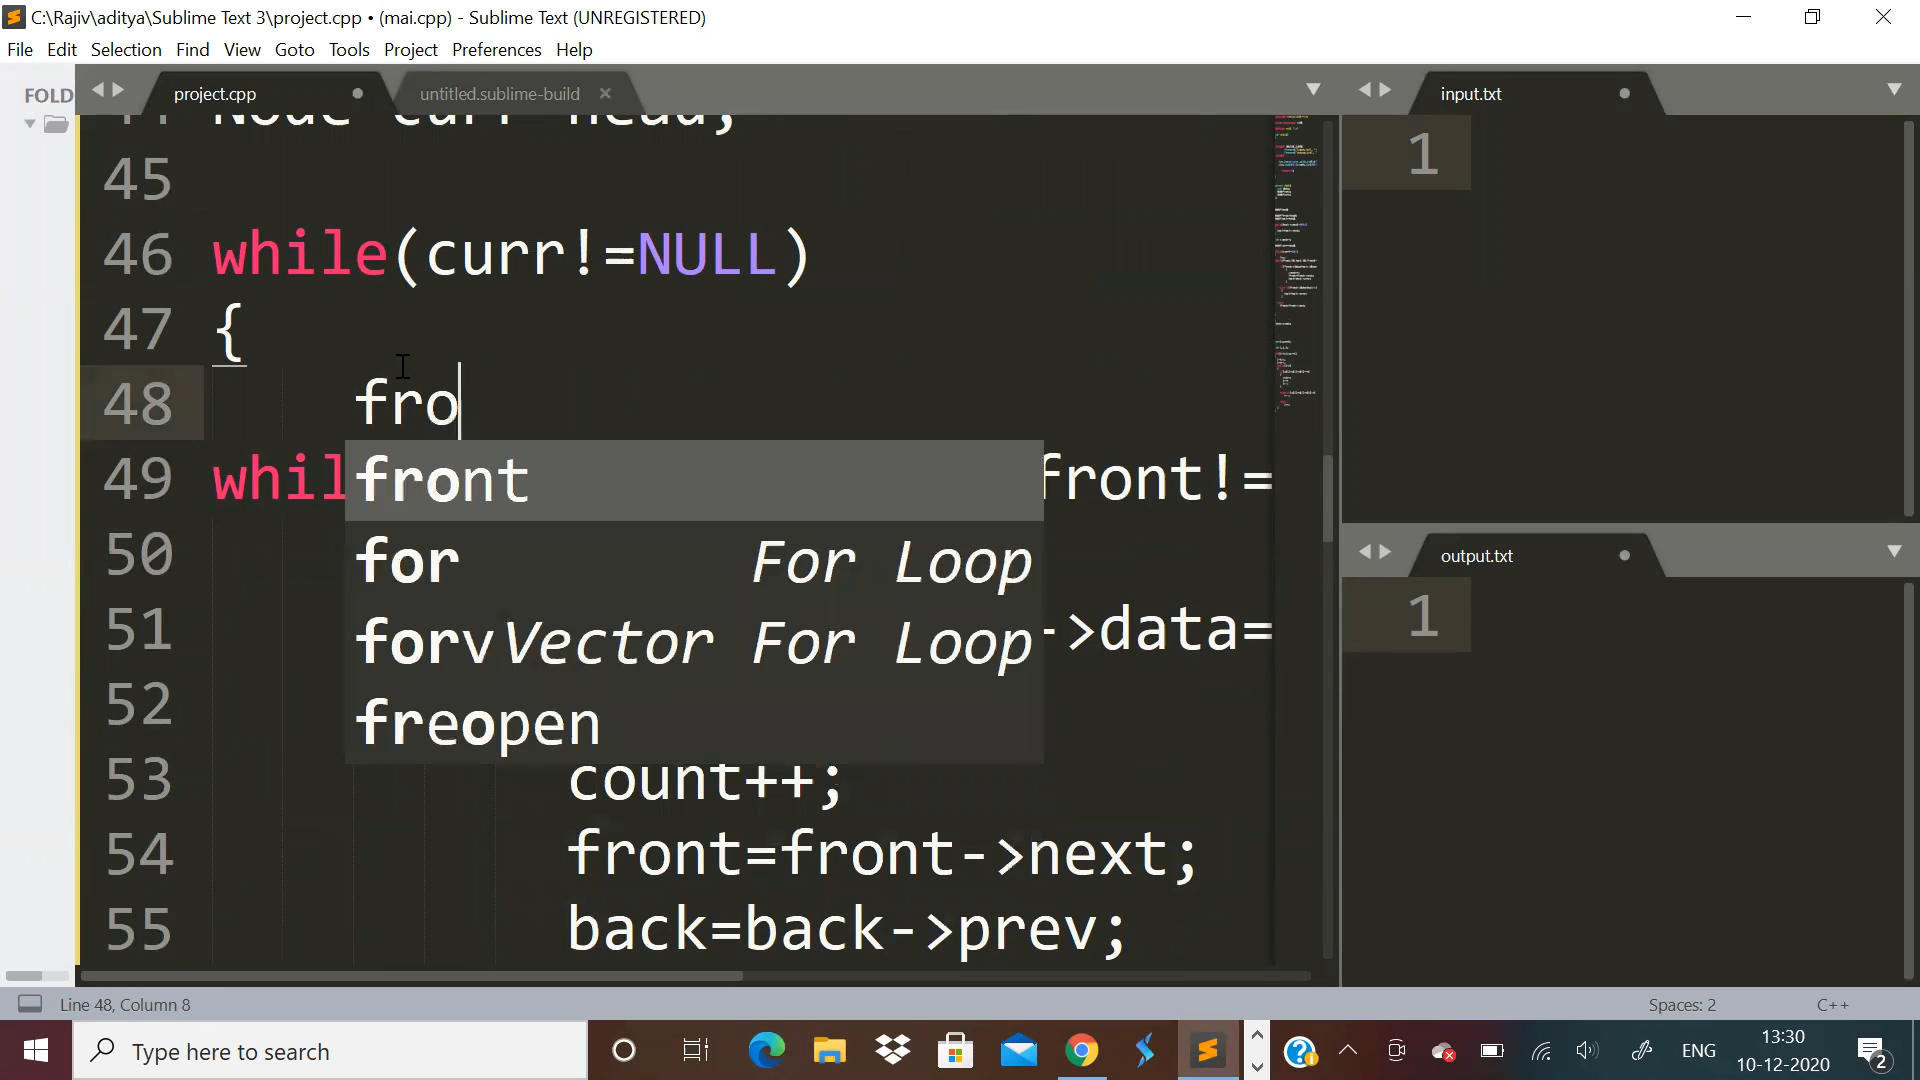 C:\Rajiv\aditya\Sublime Text 3\project.cpp • (mai.cpp) - Sublime Text (UNREGISTERED)
File Edit Selection Find View Goto Tools Project Preferences Help
FOLD
project.cpp
untitled.sublime-build
input.txt
45
46 while(curr!=NULL)
47 {
48 fro
49 whil front!=
front
for For Loop
forv Vector For Loop
freopen
50
51 ->data=
52
53 count++;
54 front=front->next;
55 back=back->prev;
1
output.txt
1
Line 48, Column 8
Spaces: 2
C++
Type here to search
ENG
13:30
10-12-2020
2